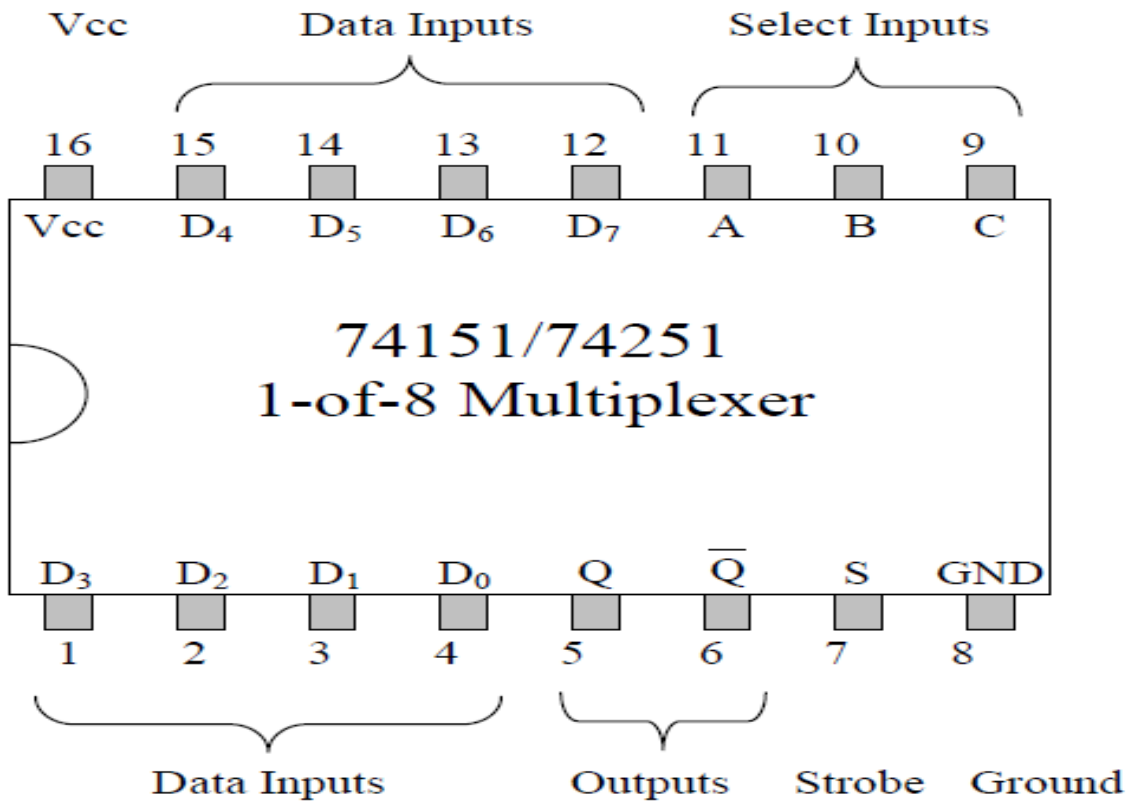 Vcc Data Inputs Select Inputs
16 15 14 13 12 11 10 9
Vcc D₄ D₅ D₆ D₇ A B C
74151/74251
1-of-8 Multiplexer
D₃ D₂ D₁ D₀ Q Q̅ S GND
1 2 3 4 5 6 7 8
Data Inputs Outputs Strobe Ground